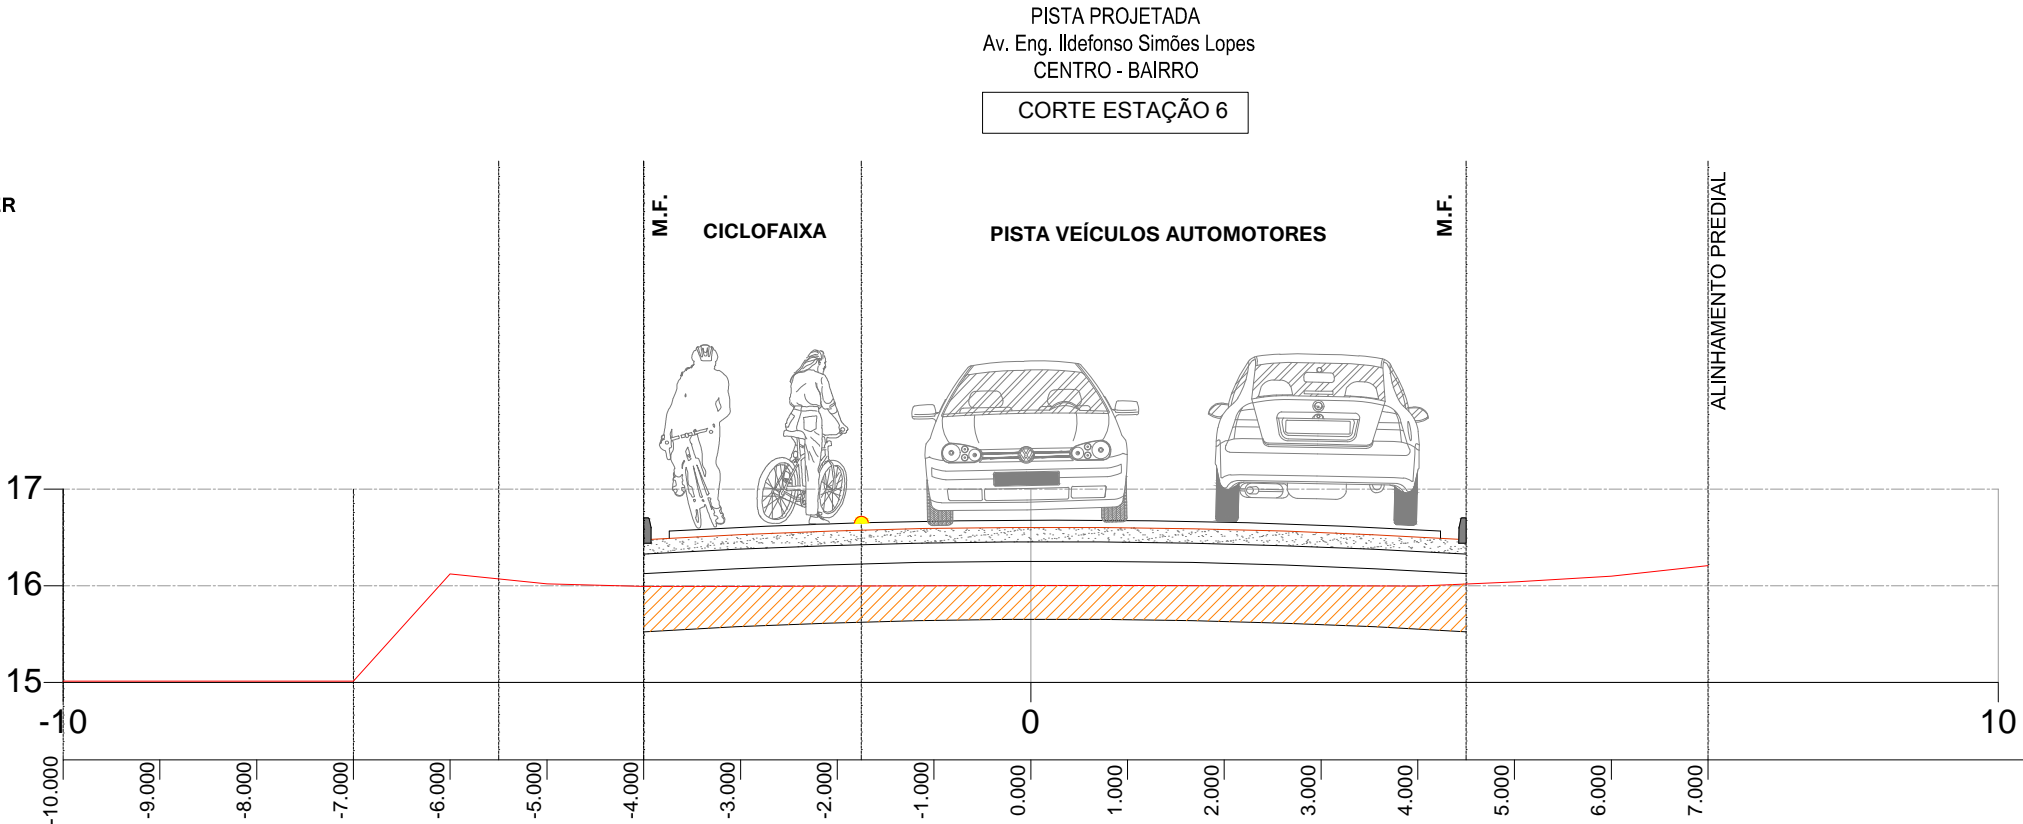 PISTA PROJETADA
Av. Eng. Ildefonso Simões Lopes
CENTRO - BAIRRO
CORTE ESTAÇÃO 6
ER
M.F.
CICLOFAIXA
PISTA VEÍCULOS AUTOMOTORES
M.F.
ALINHAMENTO PREDIAL
17
16
15
-10
0
10
-10.000
-9.000
-8.000
-7.000
-6.000
-5.000
-4.000
-3.000
-2.000
-1.000
0.000
1.000
2.000
3.000
4.000
5.000
6.000
7.000